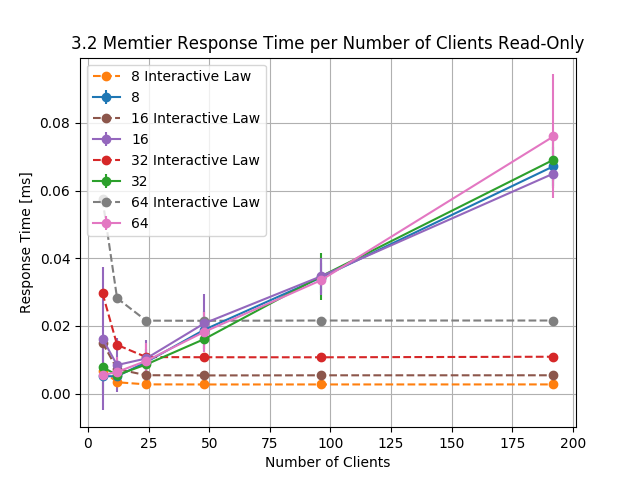 3.2 Memtier Response Time per Number of Clients Read-Only
8 Interactive Law
8
16 Interactive Law
16
32 Interactive Law
32
64 Interactive Law
64
0.08
0.06
0.04
0.02
0.00
Response Time [ms]
0 25 50 75 100 125 150 175 200
Number of Clients